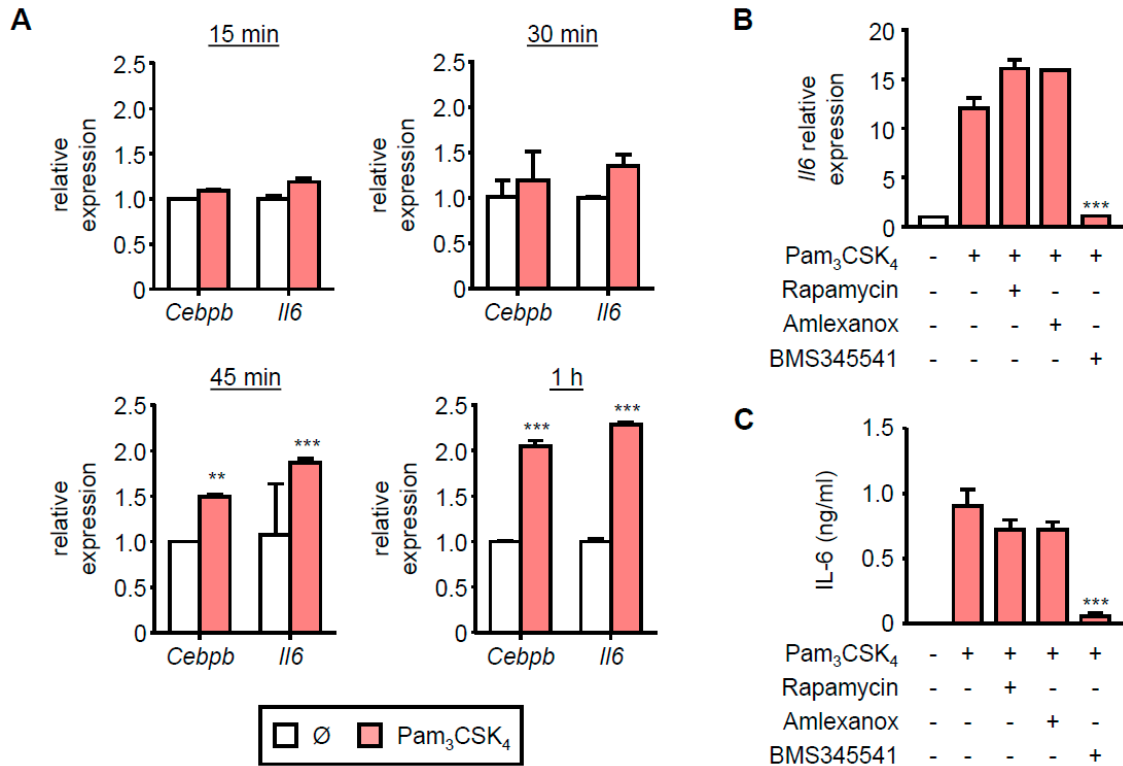 A
15 min
relative expression
2.5
2.0
1.5
1.0
0.5
0
Cebpb Il6
30 min
relative expression
2.5
2.0
1.5
1.0
0.5
0
Cebpb Il6
45 min
relative expression
2.5
2.0
1.5
1.0
0.5
0
** ***
Cebpb Il6
1 h
relative expression
2.5
2.0
1.5
1.0
0.5
0
*** ***
Cebpb Il6
Ø Pam₃CSK₄
B
Il6 relative expression
20
15
10
5
0
***
Pam₃CSK₄ - + + + +
Rapamycin - - + - -
Amlexanox - - - + -
BMS345541 - - - - +
C
IL-6 (ng/ml)
1.5
1.0
0.5
0
***
Pam₃CSK₄ - + + + +
Rapamycin - - + - -
Amlexanox - - - + -
BMS345541 - - - - +